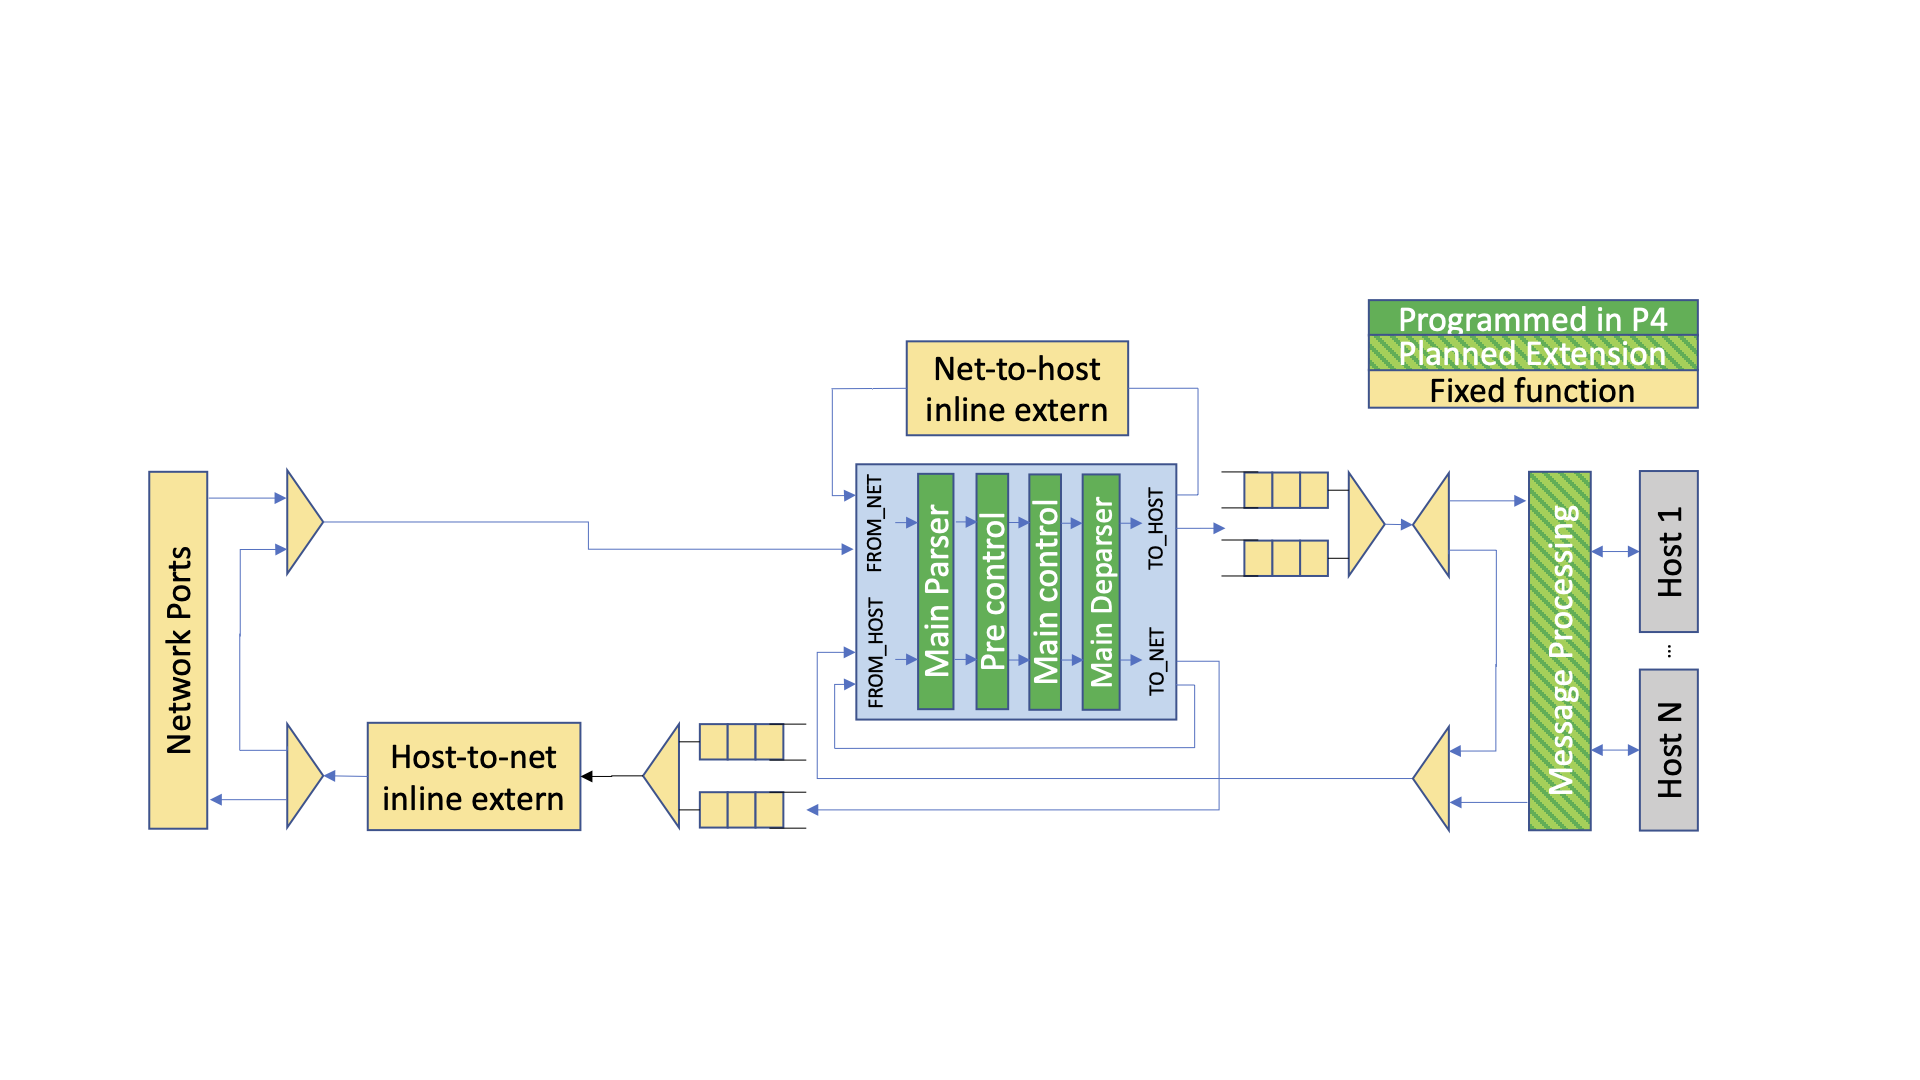 Programmed in P4
Planned Extension
Fixed function
Net-to-host
inline extern
Network Ports
FROM_NET
FROM_HOST
Main Parser
Pre control
Main control
Main Deparser
TO_HOST
TO_NET
Message Processing
Host 1
...
Host N
Host-to-net
inline extern